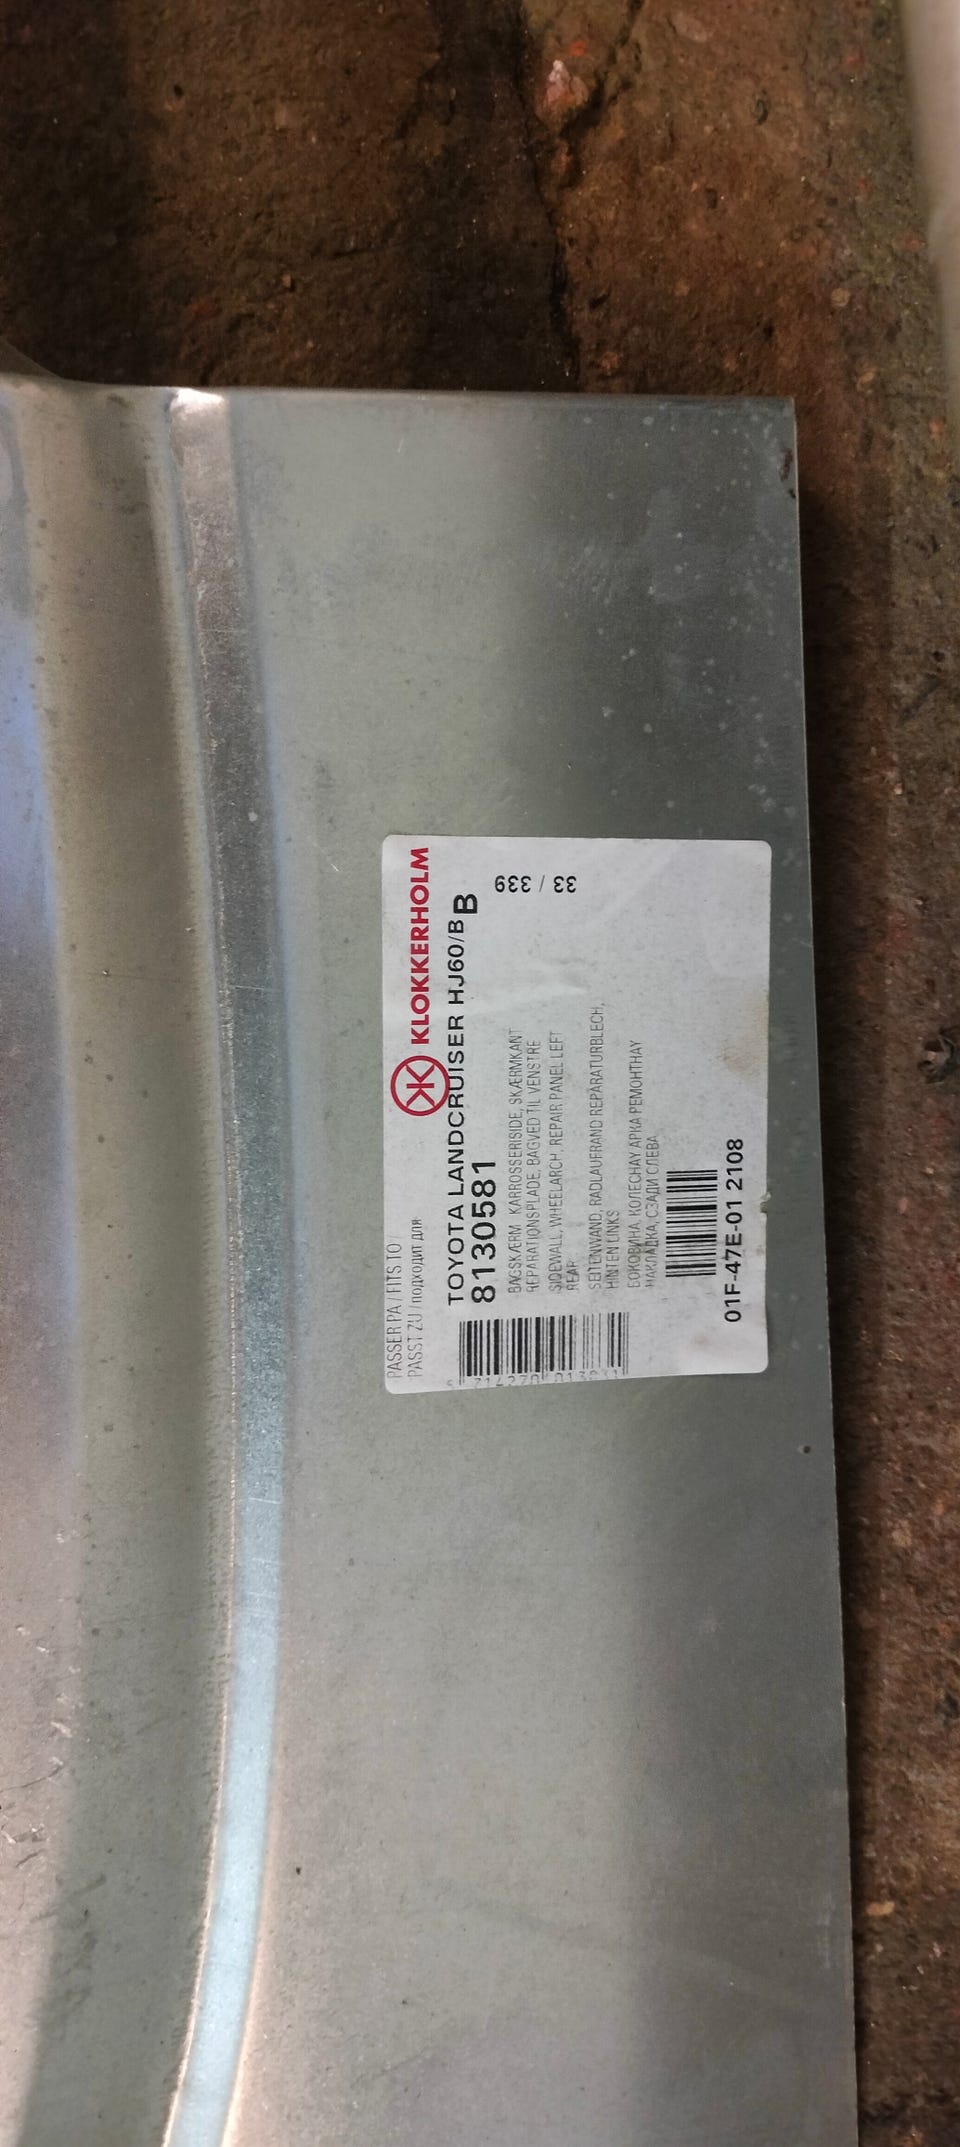 PASSER PÅ / FITS TO /
PASST ZU / подходит для
KLOKKERHOLM
TOYOTA LANDCRUISER HJ60/B
8130581
B
33 / 339
BAGSKÆRM KARROSSERISIDE, SKÆRMKANT
REPARATIONSPLADE, BAGVED TIL VENSTRE
SIDEWALL, WHEELARCH, REPAIR PANEL LEFT
REAR
SEITENWAND, RADLAUFRAND REPARATURBLECH,
HINTEN LINKS
БОКОВИНА, КОЛЕСНАУ АРКА РЕМОНТНАУ
НАКЛАДКА, СЗАДИ СЛЕВА
01F-47E-01 2108